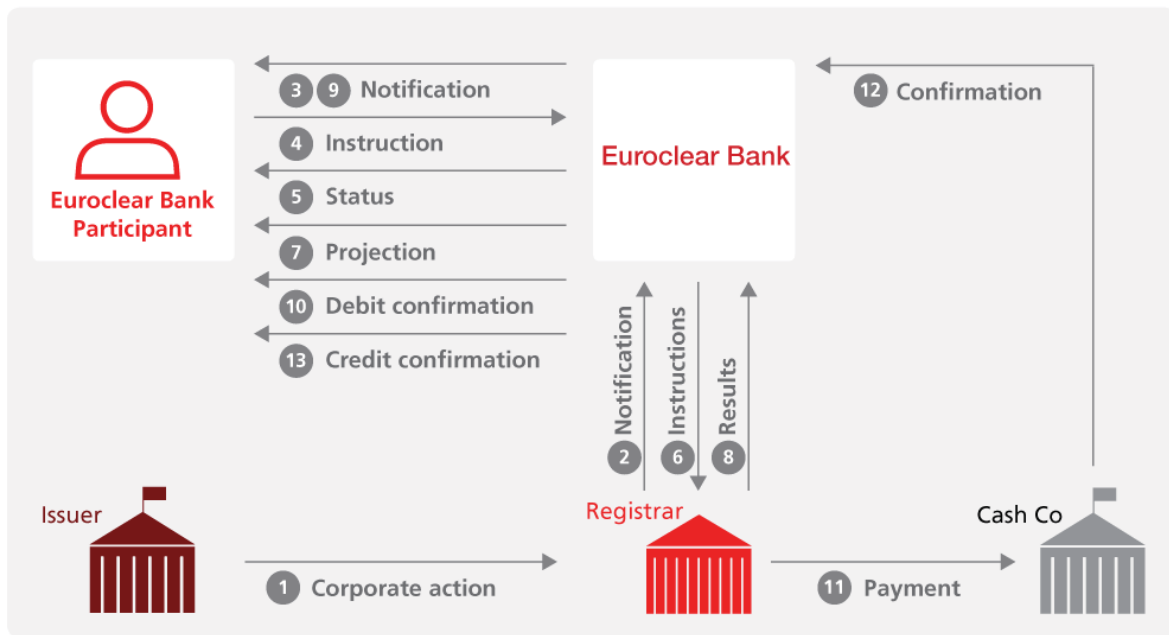 3 9 Notification
12 Confirmation
4 Instruction
Euroclear Bank
Euroclear Bank
Participant
5 Status
7 Projection
10 Debit confirmation
13 Credit confirmation
2 Notification
6 Instructions
8 Results
Issuer
Registrar
Cash Co
1 Corporate action
11 Payment